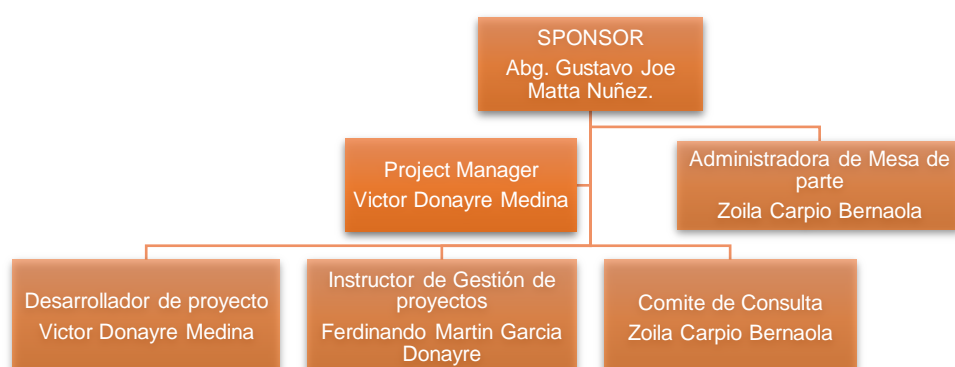 SPONSOR
Abg. Gustavo Joe
Matta Nuñez.
Project Manager
Victor Donayre Medina
Administradora de Mesa de
parte
Zoila Carpio Bernaola
Desarrollador de proyecto
Victor Donayre Medina
Instructor de Gestión de
proyectos
Ferdinando Martin Garcia
Donayre
Comite de Consulta
Zoila Carpio Bernaola